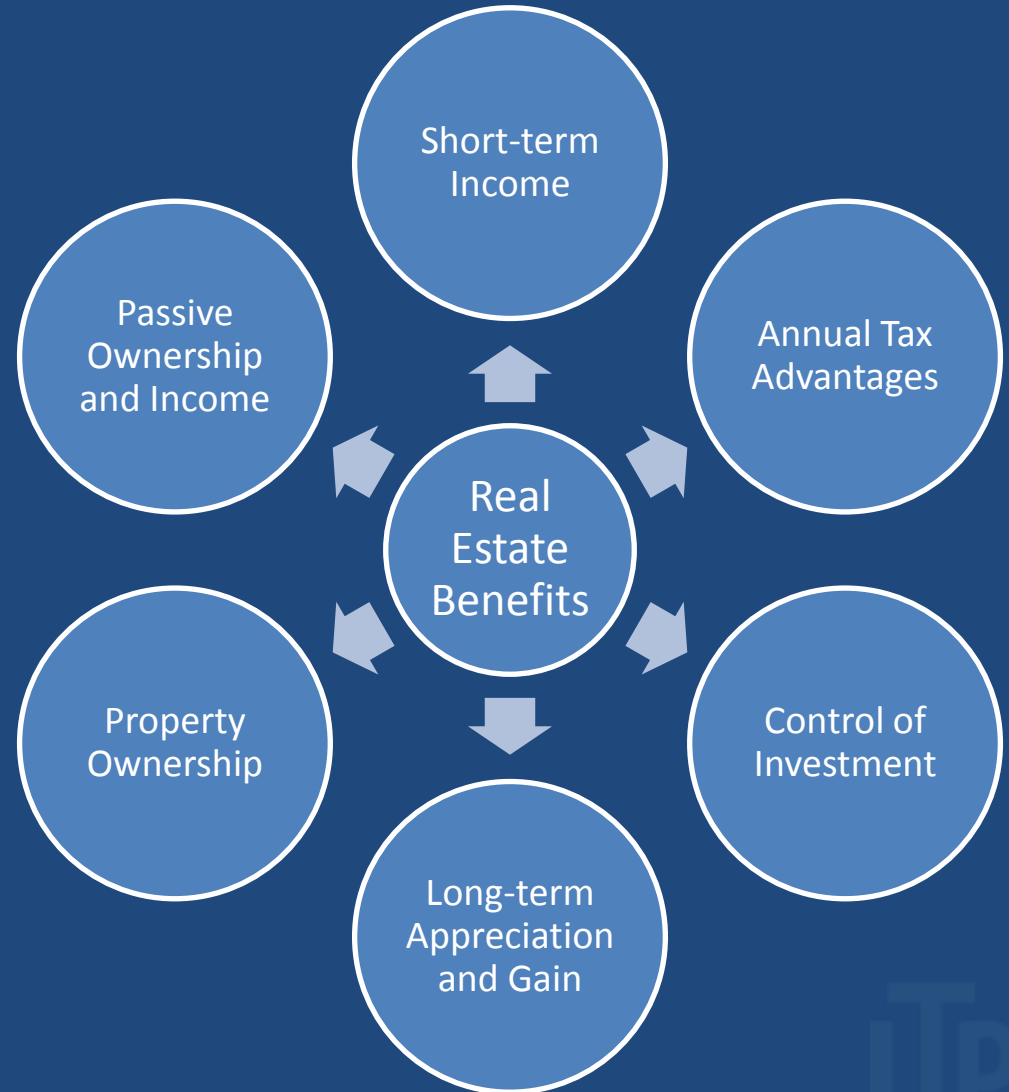 Short-term
Income
Passive
Ownership
and Income
Annual Tax
Advantages
Real
Estate
Benefits
Property
Ownership
Control of
Investment
Long-term
Appreciation
and Gain